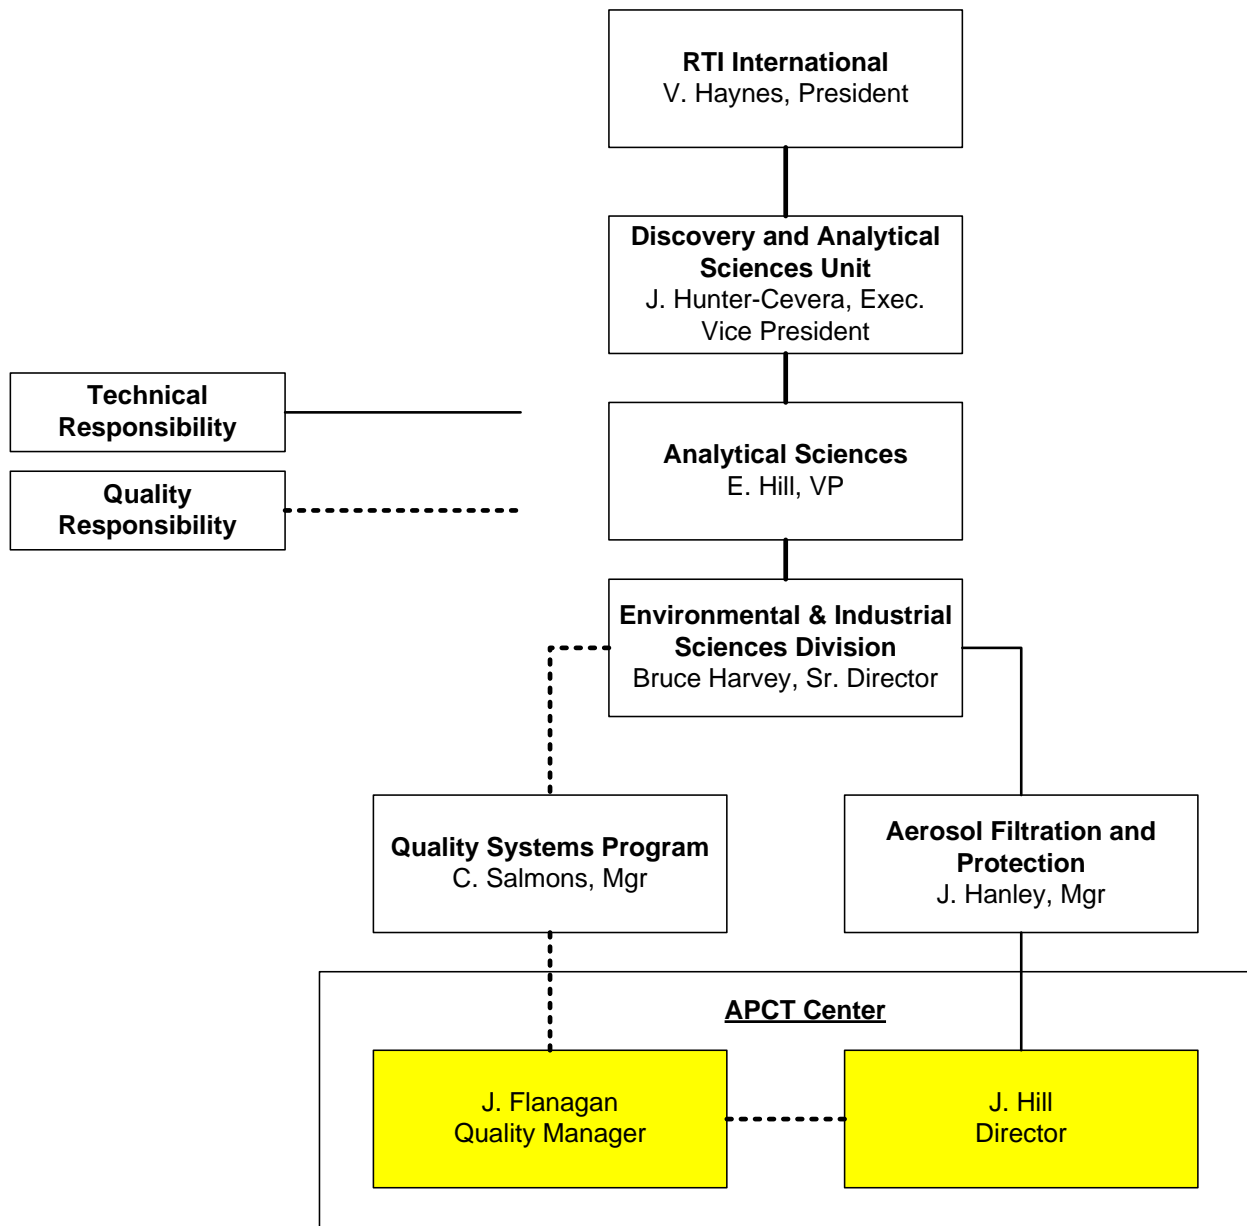 RTI International
V. Haynes, President
Discovery and Analytical
Sciences Unit
J. Hunter-Cevera, Exec.
Vice President
Technical
Responsibility
Quality
Responsibility
Analytical Sciences
E. Hill, VP
Environmental & Industrial
Sciences Division
Bruce Harvey, Sr. Director
Quality Systems Program
C. Salmons, Mgr
Aerosol Filtration and
Protection
J. Hanley, Mgr
APCT Center
J. Flanagan
Quality Manager
J. Hill
Director